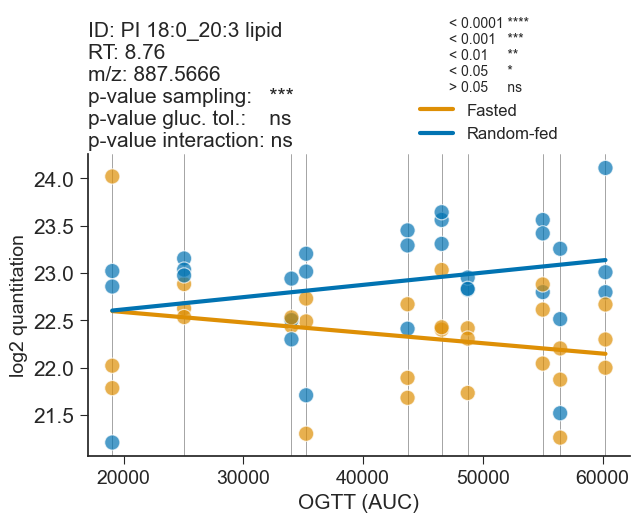 ID: PI 18:0_20:3 lipid
RT: 8.76
m/z: 887.5666
p-value sampling: ***
p-value gluc. tol.: ns
p-value interaction: ns
< 0.0001 ****
< 0.001 ***
< 0.01 **
< 0.05 *
> 0.05 ns
Fasted
Random-fed
log2 quantitation
24.0
23.5
23.0
22.5
22.0
21.5
20000 30000 40000 50000 60000
OGTT (AUC)